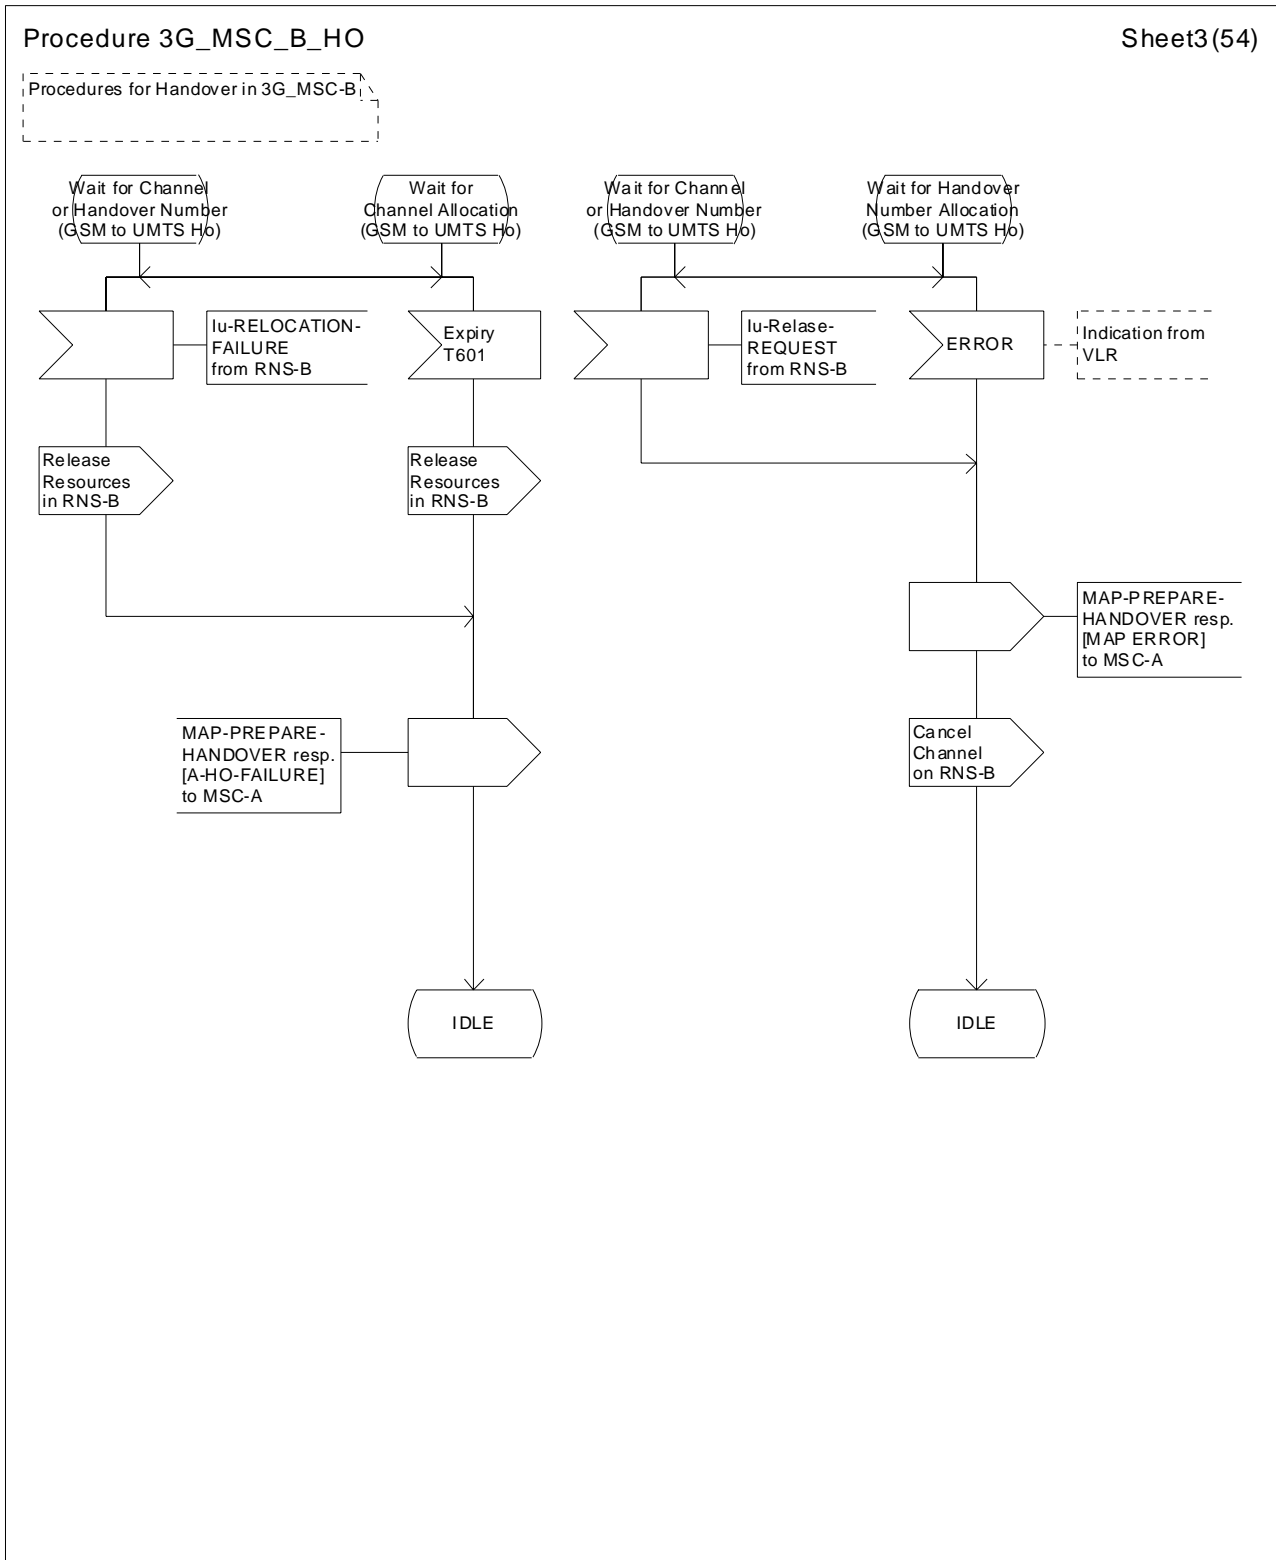 Procedure 3G_MSC_B_HO
Sheet3(54)
Procedures for Handover in 3G_MSC-B
Wait for Channel
or Handover Number
(GSM to UMTS Ho)
Wait for
Channel Allocation
(GSM to UMTS Ho)
Wait for Channel
or Handover Number
(GSM to UMTS Ho)
Wait for Handover
Number Allocation
(GSM to UMTS Ho)
Iu-RELOCATION-
FAILURE
from RNS-B
Expiry
T601
Iu-Relase-
REQUEST
from RNS-B
ERROR
Indication from
VLR
Release
Resources
in RNS-B
Release
Resources
in RNS-B
MAP-PREPARE-
HANDOVER resp.
[MAP ERROR]
to MSC-A
MAP-PREPARE-
HANDOVER resp.
[A-HO-FAILURE]
to MSC-A
Cancel
Channel
on RNS-B
IDLE
IDLE